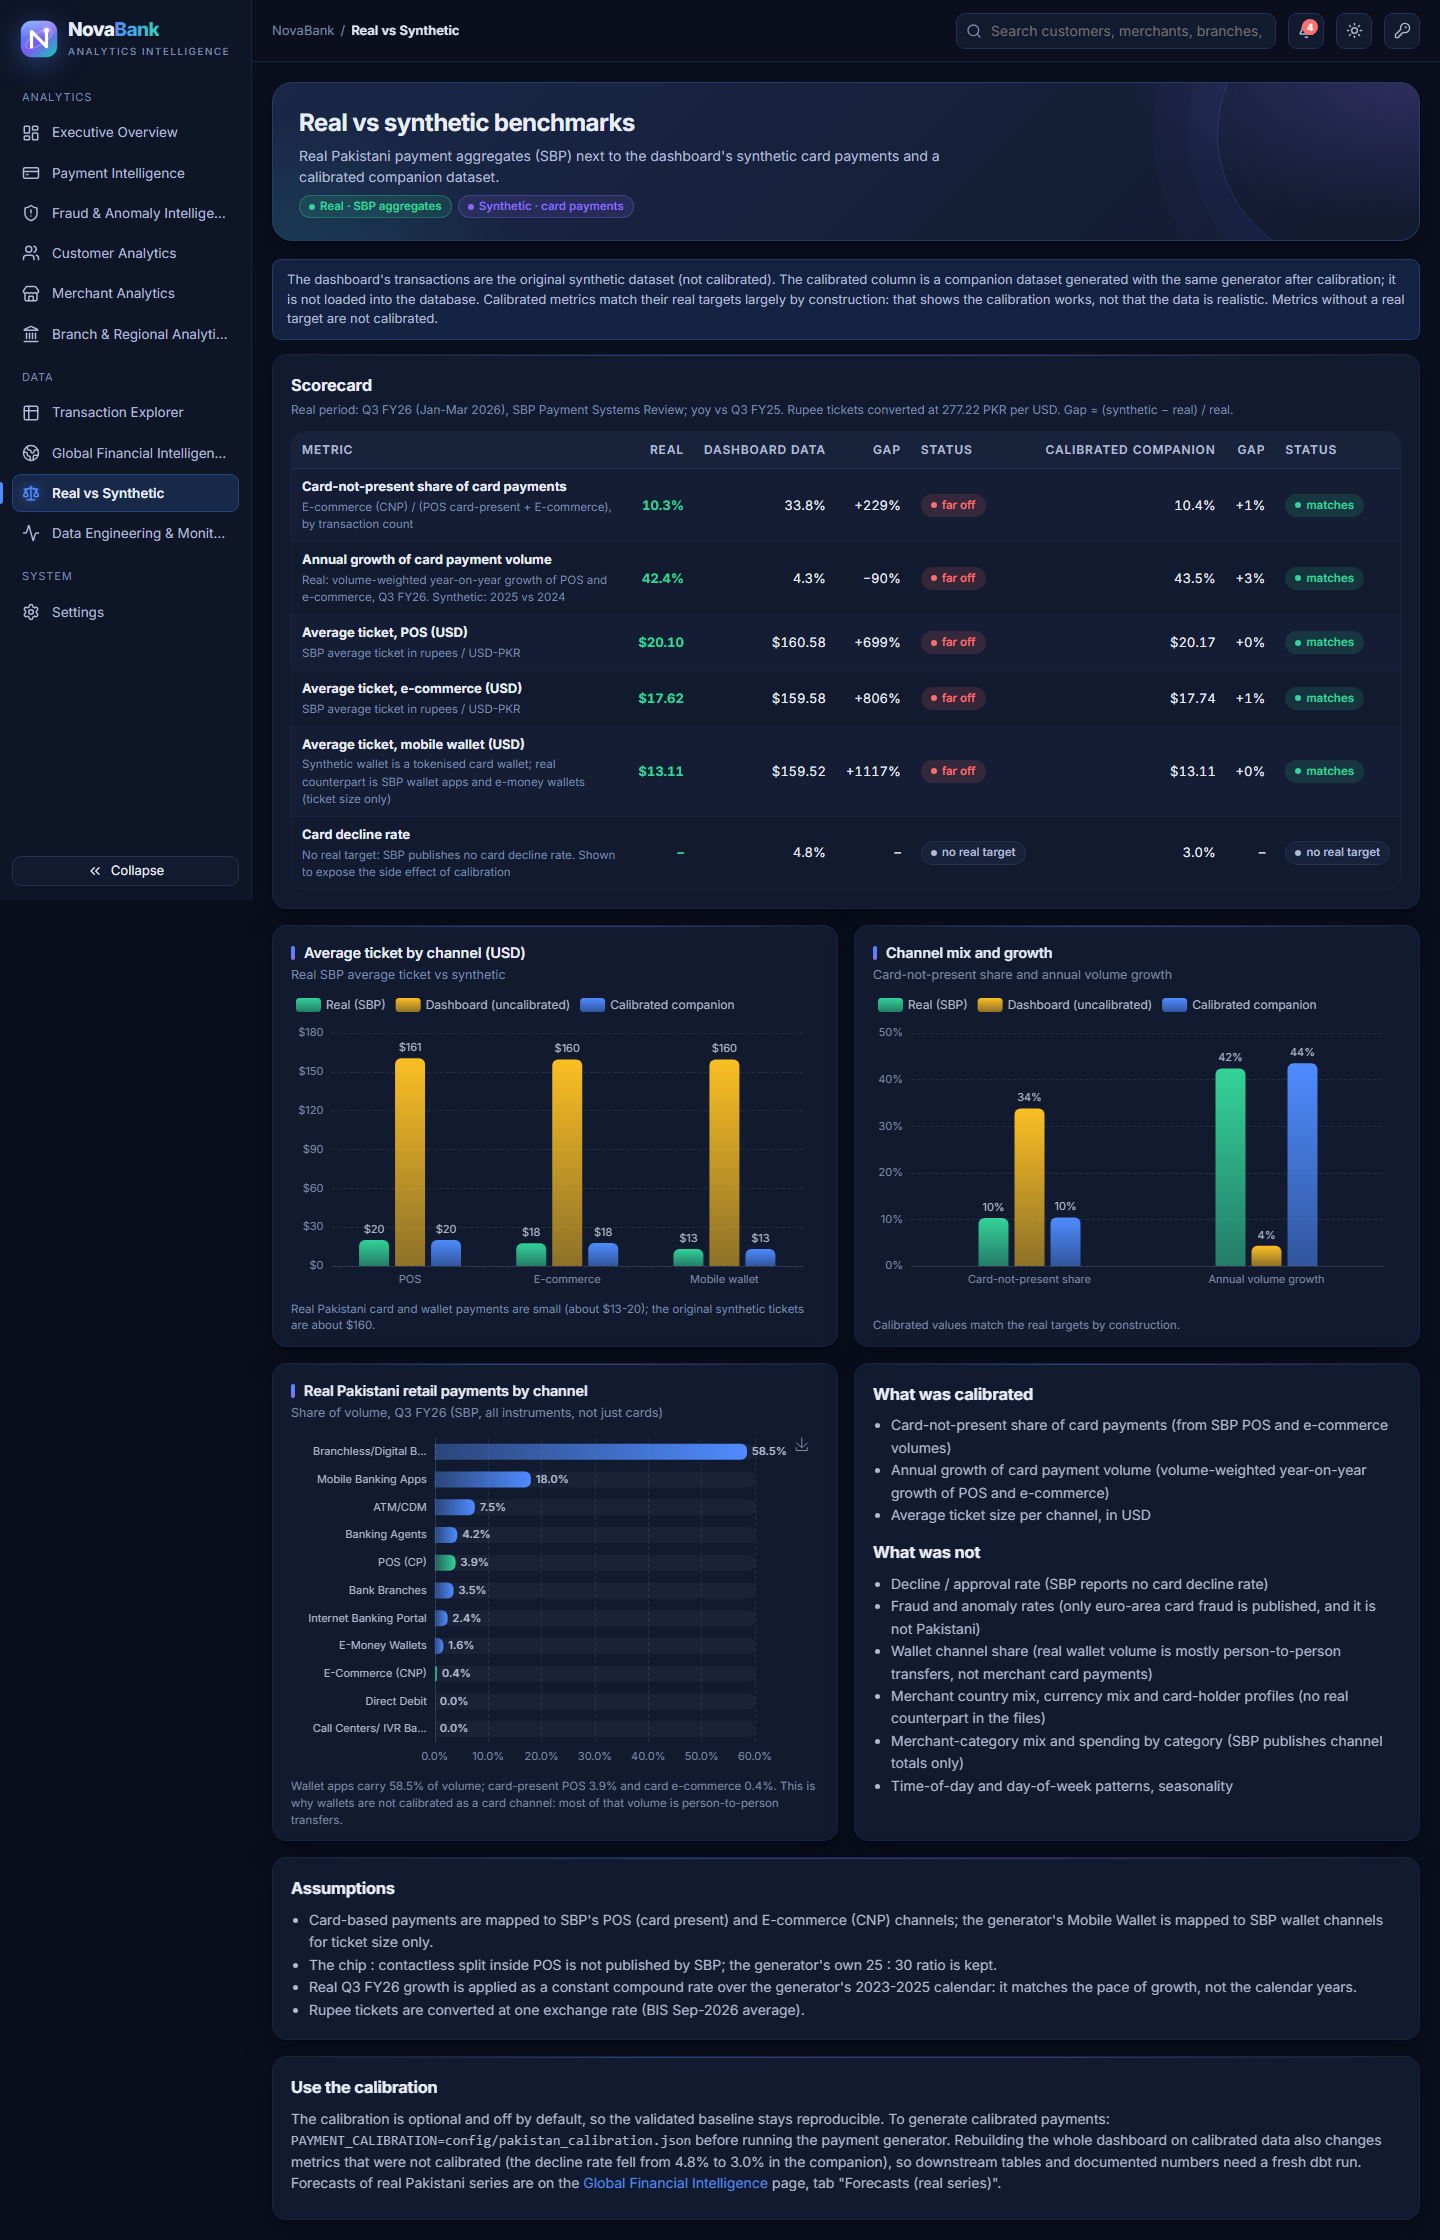 NovaBank
ANALYTICS INTELLIGENCE
ANALYTICS
Executive Overview
Payment Intelligence
Fraud & Anomaly Intellige...
Customer Analytics
Merchant Analytics
Branch & Regional Analyti...
DATA
Transaction Explorer
Global Financial Intelligen...
Real vs Synthetic
Data Engineering & Monit...
SYSTEM
Settings
Collapse
NovaBank / Real vs Synthetic
Search customers, merchants, branches,
4
Real vs synthetic benchmarks
Real Pakistani payment aggregates (SBP) next to the dashboard's synthetic card payments and a
calibrated companion dataset.
Real · SBP aggregates
Synthetic · card payments
The dashboard's transactions are the original synthetic dataset (not calibrated). The calibrated column is a companion dataset generated with the same generator after calibration; it
is not loaded into the database. Calibrated metrics match their real targets largely by construction: that shows the calibration works, not that the data is realistic. Metrics without a real
target are not calibrated.
Scorecard
Real period: Q3 FY26 (Jan-Mar 2026), SBP Payment Systems Review; yoy vs Q3 FY25. Rupee tickets converted at 277.22 PKR per USD. Gap = (synthetic − real) / real.
METRIC REAL DASHBOARD DATA GAP STATUS CALIBRATED COMPANION GAP STATUS
Card-not-present share of card payments
E-commerce (CNP) / (POS card-present + E-commerce),
by transaction count
10.3% 33.8% +229% far off 10.4% +1% matches
Annual growth of card payment volume
Real: volume-weighted year-on-year growth of POS and
e-commerce, Q3 FY26. Synthetic: 2025 vs 2024
42.4% 4.3% −90% far off 43.5% +3% matches
Average ticket, POS (USD)
SBP average ticket in rupees / USD-PKR
$20.10 $160.58 +699% far off $20.17 +0% matches
Average ticket, e-commerce (USD)
SBP average ticket in rupees / USD-PKR
$17.62 $159.58 +806% far off $17.74 +1% matches
Average ticket, mobile wallet (USD)
Synthetic wallet is a tokenised card wallet; real
counterpart is SBP wallet apps and e-money wallets
(ticket size only)
$13.11 $159.52 +1117% far off $13.11 +0% matches
Card decline rate
No real target: SBP publishes no card decline rate. Shown
to expose the side effect of calibration
– 4.8% – no real target 3.0% – no real target
Average ticket by channel (USD)
Real SBP average ticket vs synthetic
Real (SBP) Dashboard (uncalibrated) Calibrated companion
$180
$150
$120
$90
$60
$30
$0
$20 $161 $20
$18 $160 $18
$13 $160 $13
POS E-commerce Mobile wallet
Real Pakistani card and wallet payments are small (about $13-20); the original synthetic tickets
are about $160.
Channel mix and growth
Card-not-present share and annual volume growth
Real (SBP) Dashboard (uncalibrated) Calibrated companion
50%
40%
30%
20%
10%
0%
10% 34% 10%
42% 4% 44%
Card-not-present share Annual volume growth
Calibrated values match the real targets by construction.
Real Pakistani retail payments by channel
Share of volume, Q3 FY26 (SBP, all instruments, not just cards)
Branchless/Digital B... 58.5%
Mobile Banking Apps 18.0%
ATM/CDM 7.5%
Banking Agents 4.2%
POS (CP) 3.9%
Bank Branches 3.5%
Internet Banking Portal 2.4%
E-Money Wallets 1.6%
E-Commerce (CNP) 0.4%
Direct Debit 0.0%
Call Centers/ IVR Ba... 0.0%
0.0% 10.0% 20.0% 30.0% 40.0% 50.0% 60.0%
Wallet apps carry 58.5% of volume; card-present POS 3.9% and card e-commerce 0.4%. This is
why wallets are not calibrated as a card channel: most of that volume is person-to-person
transfers.
What was calibrated
• Card-not-present share of card payments (from SBP POS and e-commerce
volumes)
• Annual growth of card payment volume (volume-weighted year-on-year
growth of POS and e-commerce)
• Average ticket size per channel, in USD
What was not
• Decline / approval rate (SBP reports no card decline rate)
• Fraud and anomaly rates (only euro-area card fraud is published, and it is
not Pakistani)
• Wallet channel share (real wallet volume is mostly person-to-person
transfers, not merchant card payments)
• Merchant country mix, currency mix and card-holder profiles (no real
counterpart in the files)
• Merchant-category mix and spending by category (SBP publishes channel
totals only)
• Time-of-day and day-of-week patterns, seasonality
Assumptions
• Card-based payments are mapped to SBP's POS (card present) and E-commerce (CNP) channels; the generator's Mobile Wallet is mapped to SBP wallet channels
for ticket size only.
• The chip : contactless split inside POS is not published by SBP; the generator's own 25 : 30 ratio is kept.
• Real Q3 FY26 growth is applied as a constant compound rate over the generator's 2023-2025 calendar: it matches the pace of growth, not the calendar years.
• Rupee tickets are converted at one exchange rate (BIS Sep-2026 average).
Use the calibration
The calibration is optional and off by default, so the validated baseline stays reproducible. To generate calibrated payments:
PAYMENT_CALIBRATION=config/pakistan_calibration.json before running the payment generator. Rebuilding the whole dashboard on calibrated data also changes
metrics that were not calibrated (the decline rate fell from 4.8% to 3.0% in the companion), so downstream tables and documented numbers need a fresh dbt run.
Forecasts of real Pakistani series are on the Global Financial Intelligence page, tab "Forecasts (real series)".